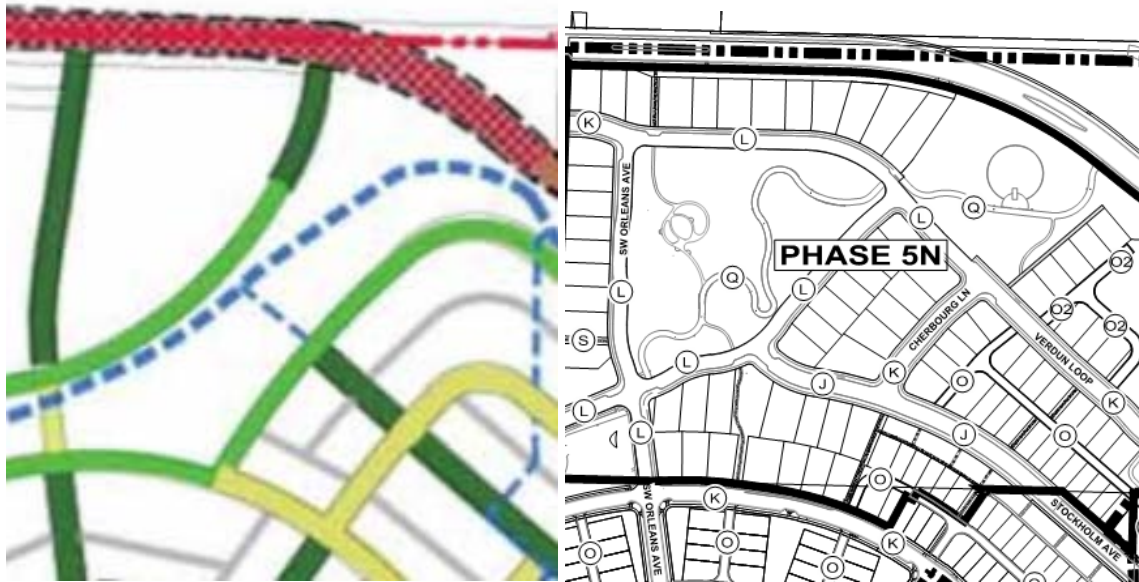 K
L
SW ORLEANS AVE
Q
L
PHASE 5N
O2
Q
L
L
O2
CHERBOURG LN
O2
S
VERDUN LOOP
L
K
O
J
K
L
L
J
O
O
K
STOCKHOLM AVE
SW ORLEANS AVE
K
O
O
O
O
O